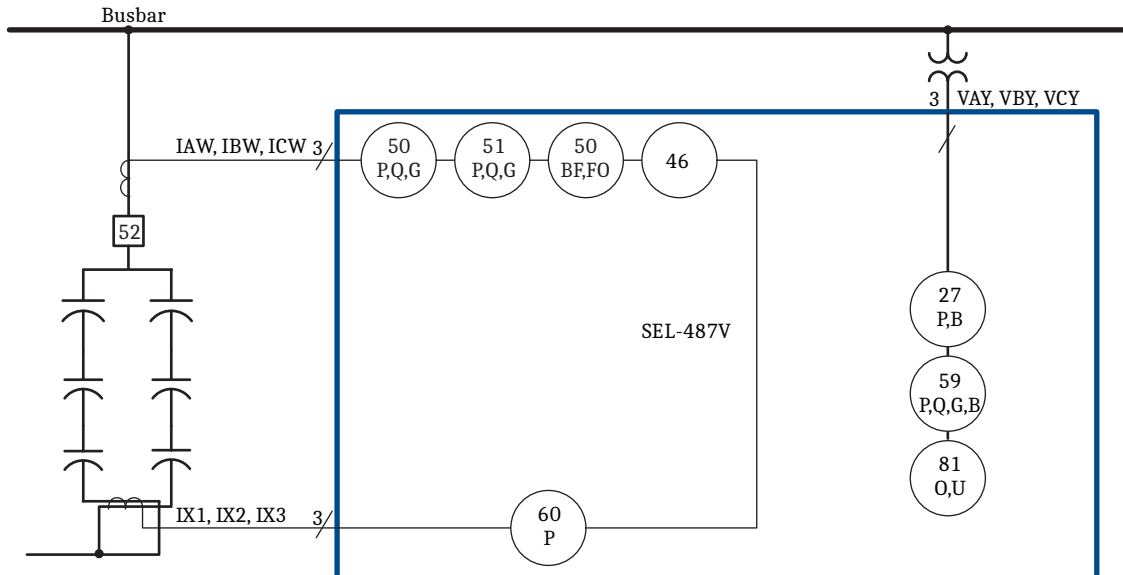 Busbar
3 VAY, VBY, VCY
IAW, IBW, ICW 3
50
P,Q,G
51
P,Q,G
50
BF,FO
46
52
27
P,B
SEL-487V
59
P,Q,G,B
81
O,U
IX1, IX2, IX3 3
60
P